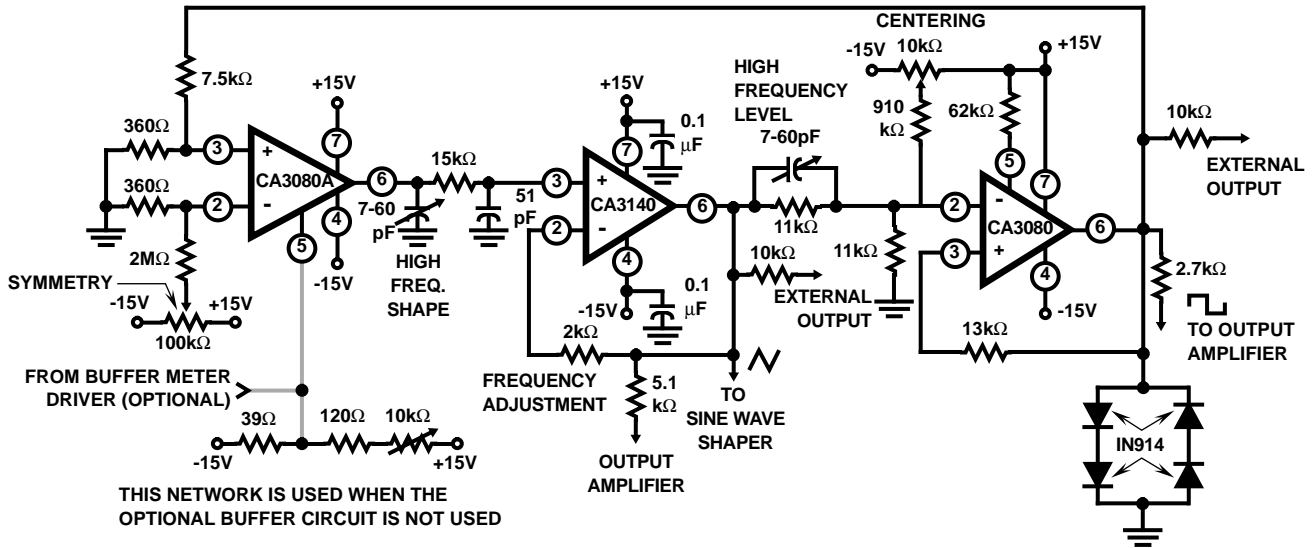 CENTERING
-15V
10kΩ
+15V
7.5kΩ
+15V
+15V
HIGH
FREQUENCY
LEVEL
7-60pF
910
kΩ
62kΩ
10kΩ
EXTERNAL
OUTPUT
360Ω
3
+
7
CA3080A
6
15kΩ
0.1
µF
7
3
+
CA3140
6
5
7
360Ω
2
-
4
7-60
pF
51
pF
2
-
4
11kΩ
2
-
CA3080
6
5
-15V
HIGH
FREQ.
SHAPE
0.1
µF
-15V
10kΩ
EXTERNAL
OUTPUT
11kΩ
3
+
4
-15V
2.7kΩ
TO OUTPUT
AMPLIFIER
2MΩ
SYMMETRY
-15V
+15V
100kΩ
2kΩ
13kΩ
FROM BUFFER METER
DRIVER (OPTIONAL)
FREQUENCY
ADJUSTMENT
5.1
kΩ
TO
SINE WAVE
SHAPER
39Ω
120Ω
10kΩ
-15V
+15V
OUTPUT
AMPLIFIER
IN914
THIS NETWORK IS USED WHEN THE
OPTIONAL BUFFER CIRCUIT IS NOT USED